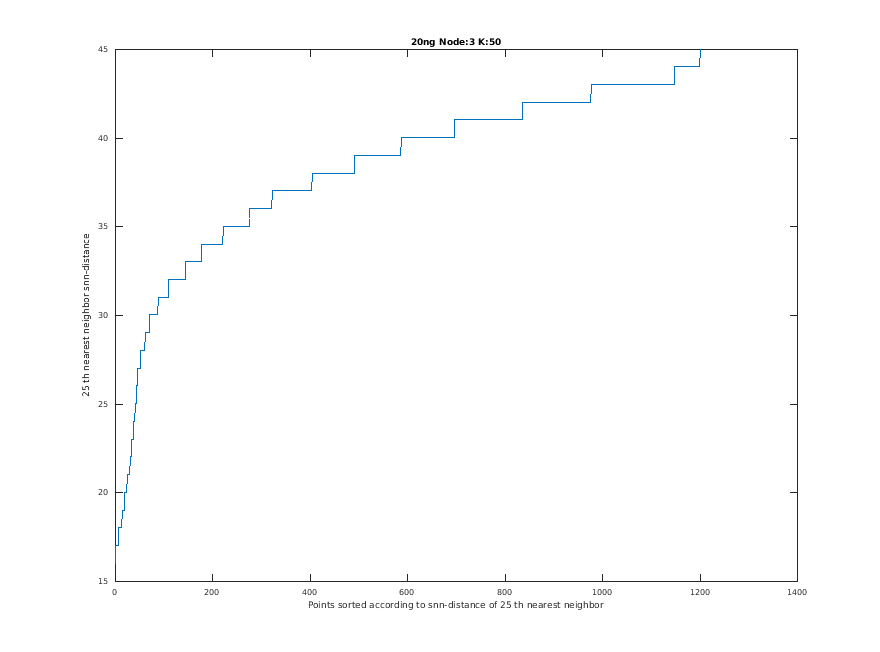 20ng Node:3 K:50
45
40
35
30
25
20
15
25 th nearest neighbor snn-distance
0 200 400 600 800 1000 1200 1400
Points sorted according to snn-distance of 25 th nearest neighbor